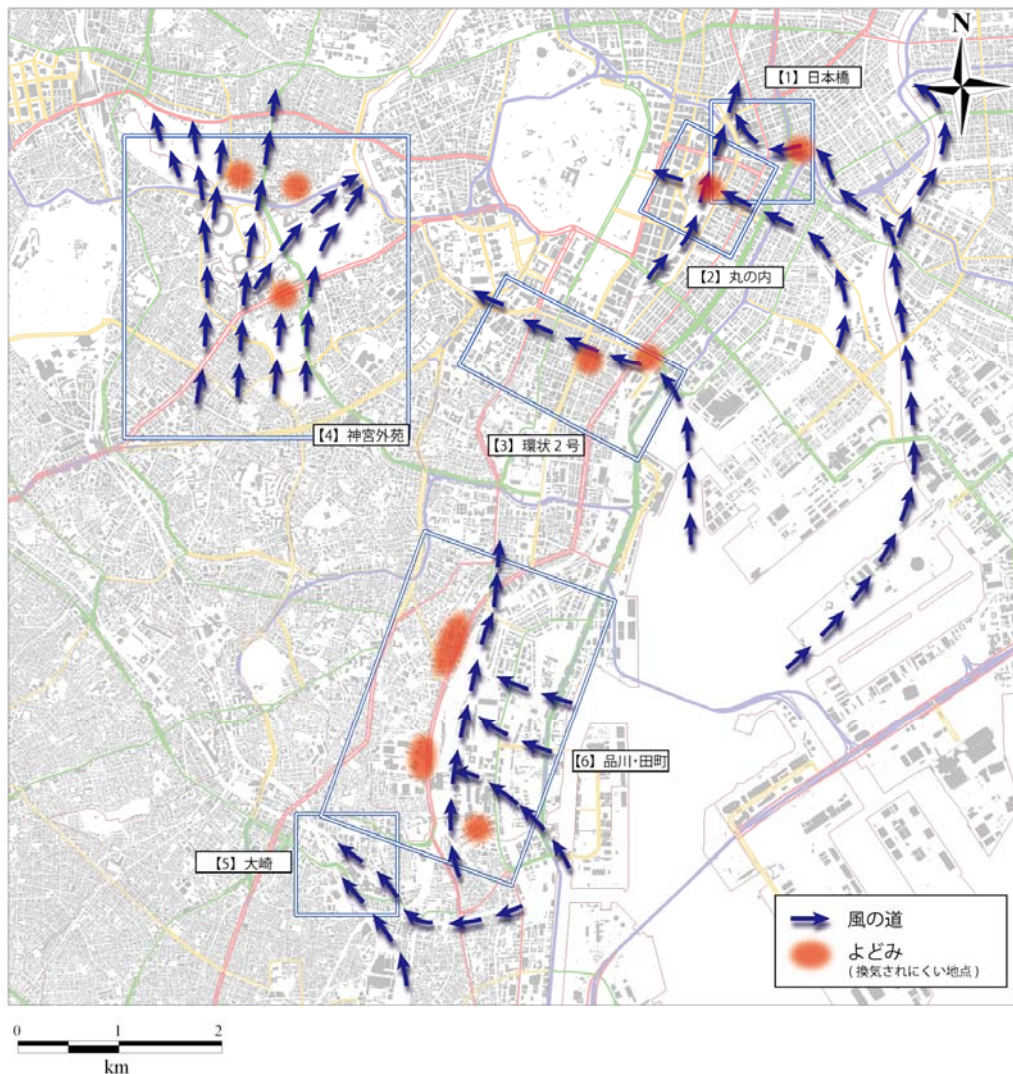 N
【1】日本橋
【2】丸の内
【3】環状２号
【4】神宮外苑
【6】品川・田町
【5】大崎
風の道
よどみ
(換気されにくい地点)
0 1 2
km